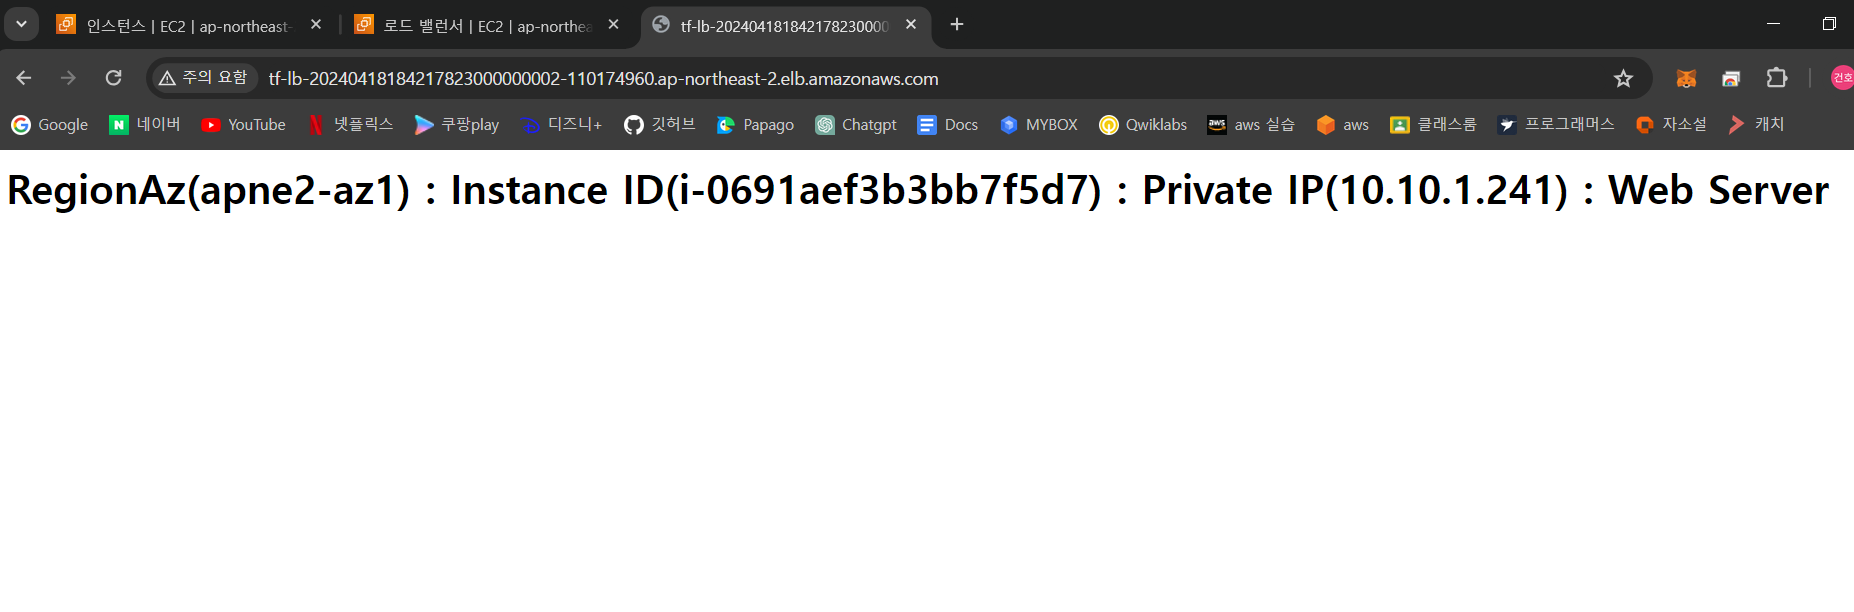 인스턴스 | EC2 | ap-northeast-
로드 밸런서 | EC2 | ap-northea
tf-lb-2024041818421782300000
주의 요함
tf-lb-20240418184217823000000002-110174960.ap-northeast-2.elb.amazonaws.com
건호
Google
네이버
YouTube
넷플릭스
쿠팡play
디즈니+
깃허브
Papago
Chatgpt
Docs
MYBOX
Qwiklabs
aws
aws 실습
aws
클래스룸
프로그래머스
자소설
캐치
RegionAz(apne2-az1) : Instance ID(i-0691aef3b3bb7f5d7) : Private IP(10.10.1.241) : Web Server